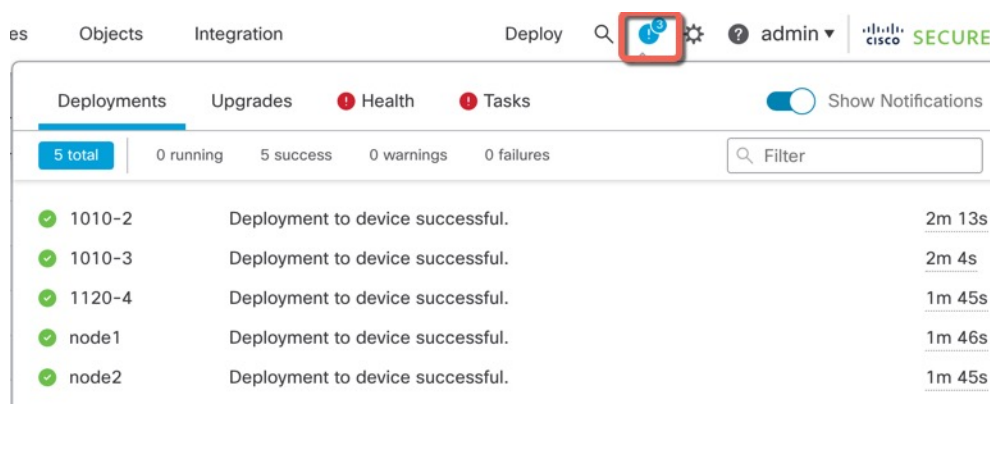 es Objects Integration Deploy 3 admin cisco SECURE
Deployments Upgrades Health Tasks Show Notifications
5 total 0 running 5 success 0 warnings 0 failures Filter
1010-2 Deployment to device successful. 2m 13s
1010-3 Deployment to device successful. 2m 4s
1120-4 Deployment to device successful. 1m 45s
node1 Deployment to device successful. 1m 46s
node2 Deployment to device successful. 1m 45s